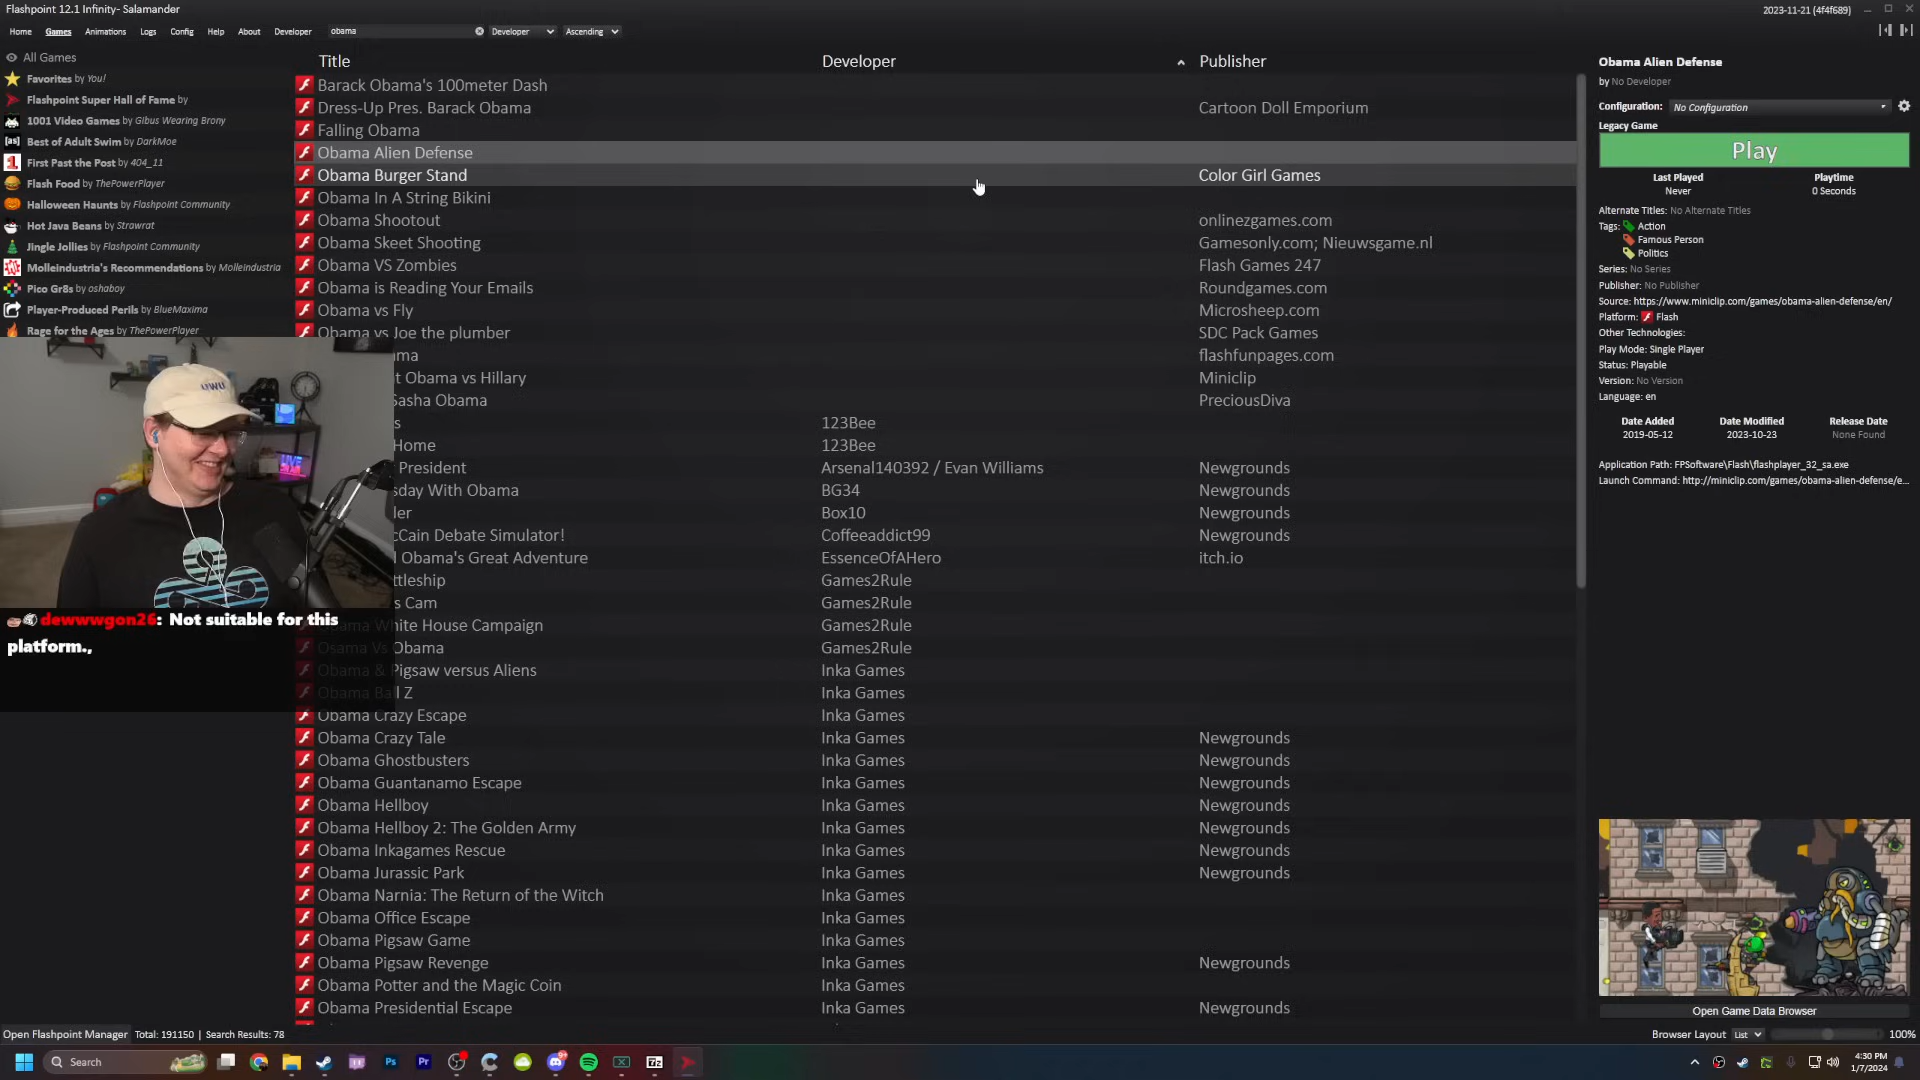 Flashpoint 12.1 Infinity- Salamander
2023-11-21 (4f4f689)
Home Games Animations Logs Config Help About Developer obama Developer Ascending
All Games
Favorites by You!
Flashpoint Super Hall of Fame by
1001 Video Games by Gibus Wearing Brony
Best of Adult Swim by DarkMoe
First Past the Post by 404_11
Flash Food by ThePowerPlayer
Halloween Haunts by Flashpoint Community
Hot Java Beans by Strawrat
Jingle Jollies by Flashpoint Community
Molleindustria's Recommendations by Molleindustria
Pico Gr8s by oshaboy
Player-Produced Perils by BlueMaxima
Rage for the Ages by ThePowerPlayer
UWU
LIVE
dewwwgon26: Not suitable for this
platform.,
Title Developer Publisher
Barack Obama's 100meter Dash
Dress-Up Pres. Barack Obama Cartoon Doll Emporium
Falling Obama
Obama Alien Defense
Obama Burger Stand Color Girl Games
Obama In A String Bikini
Obama Shootout onlinezgames.com
Obama Skeet Shooting Gamesonly.com; Nieuwsgame.nl
Obama VS Zombies Flash Games 247
Obama is Reading Your Emails Roundgames.com
Obama vs Fly Microsheep.com
Obama vs Joe the plumber SDC Pack Games
ma flashfunpages.com
t Obama vs Hillary Miniclip
Sasha Obama PreciousDiva
s 123Bee
Home 123Bee
President Arsenal140392 / Evan Williams Newgrounds
sday With Obama BG34 Newgrounds
ler Box10 Newgrounds
cCain Debate Simulator! Coffeeaddict99 Newgrounds
l Obama's Great Adventure EssenceOfAHero itch.io
ttleship Games2Rule
s Cam Games2Rule
Obama White House Campaign Games2Rule
Osama Vs Obama Games2Rule
Obama & Pigsaw versus Aliens Inka Games
Obama Ball Z Inka Games
Obama Crazy Escape Inka Games
Obama Crazy Tale Inka Games Newgrounds
Obama Ghostbusters Inka Games Newgrounds
Obama Guantanamo Escape Inka Games Newgrounds
Obama Hellboy Inka Games Newgrounds
Obama Hellboy 2: The Golden Army Inka Games Newgrounds
Obama Inkagames Rescue Inka Games Newgrounds
Obama Jurassic Park Inka Games Newgrounds
Obama Narnia: The Return of the Witch Inka Games
Obama Office Escape Inka Games
Obama Pigsaw Game Inka Games
Obama Pigsaw Revenge Inka Games Newgrounds
Obama Potter and the Magic Coin Inka Games
Obama Presidential Escape Inka Games Newgrounds
Obama Alien Defense
by No Developer
Configuration: No Configuration
Legacy Game
Play
Last Played Playtime
Never 0 Seconds
Alternate Titles: No Alternate Titles
Tags: Action
Famous Person
Politics
Series: No Series
Publisher: No Publisher
Source: https://www.miniclip.com/games/obama-alien-defense/en/
Platform: Flash
Other Technologies:
Play Mode: Single Player
Status: Playable
Version: No Version
Language: en
Date Added Date Modified Release Date
2019-05-12 2023-10-23 None Found
Application Path: FPSoftware\Flash\flashplayer_32_sa.exe
Launch Command: http://miniclip.com/games/obama-alien-defense/e...
Open Game Data Browser
Open Flashpoint Manager Total: 191150 | Search Results: 78
Browser Layout List 100%
Search
Ps Pr 7z
4:30 PM
1/7/2024